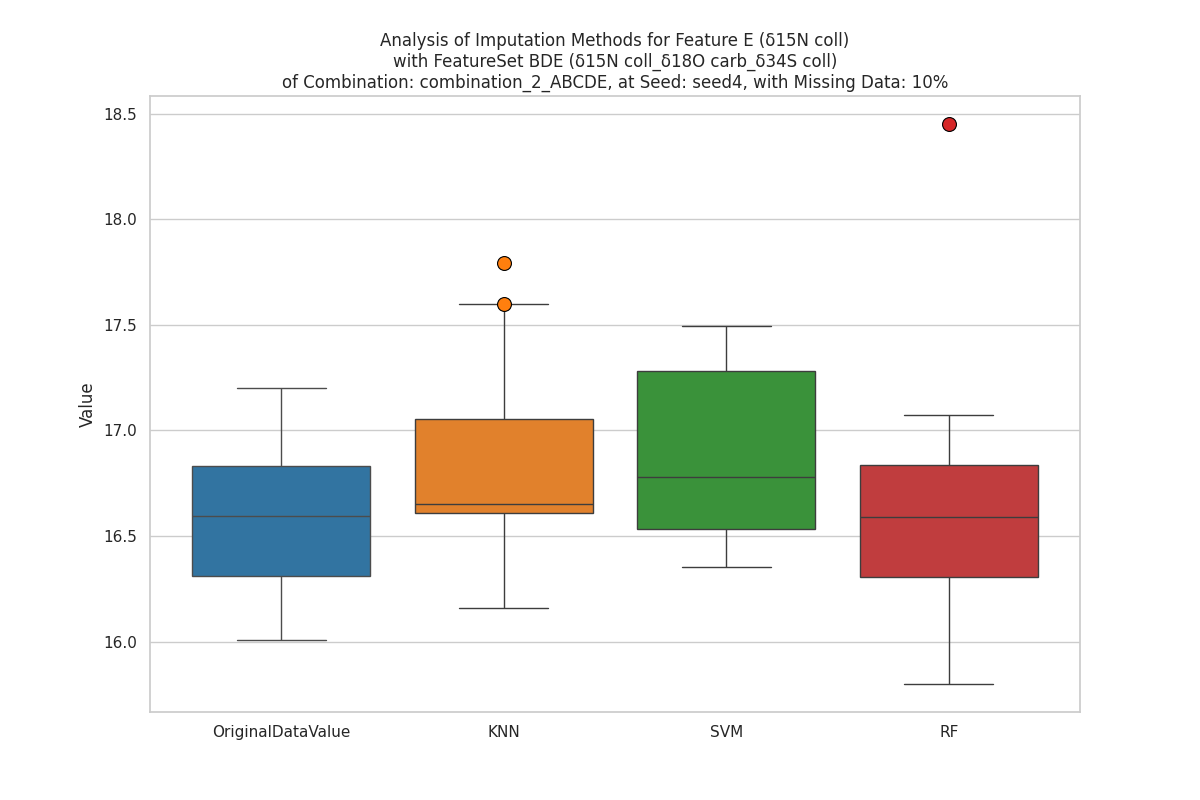 Analysis of Imputation Methods for Feature E (δ15N coll)
with FeatureSet BDE (δ15N coll_δ18O carb_δ34S coll)
of Combination: combination_2_ABCDE, at Seed: seed4, with Missing Data: 10%
18.5
18.0
17.5
17.0
16.5
16.0
Value
OriginalDataValue
KNN
SVM
RF